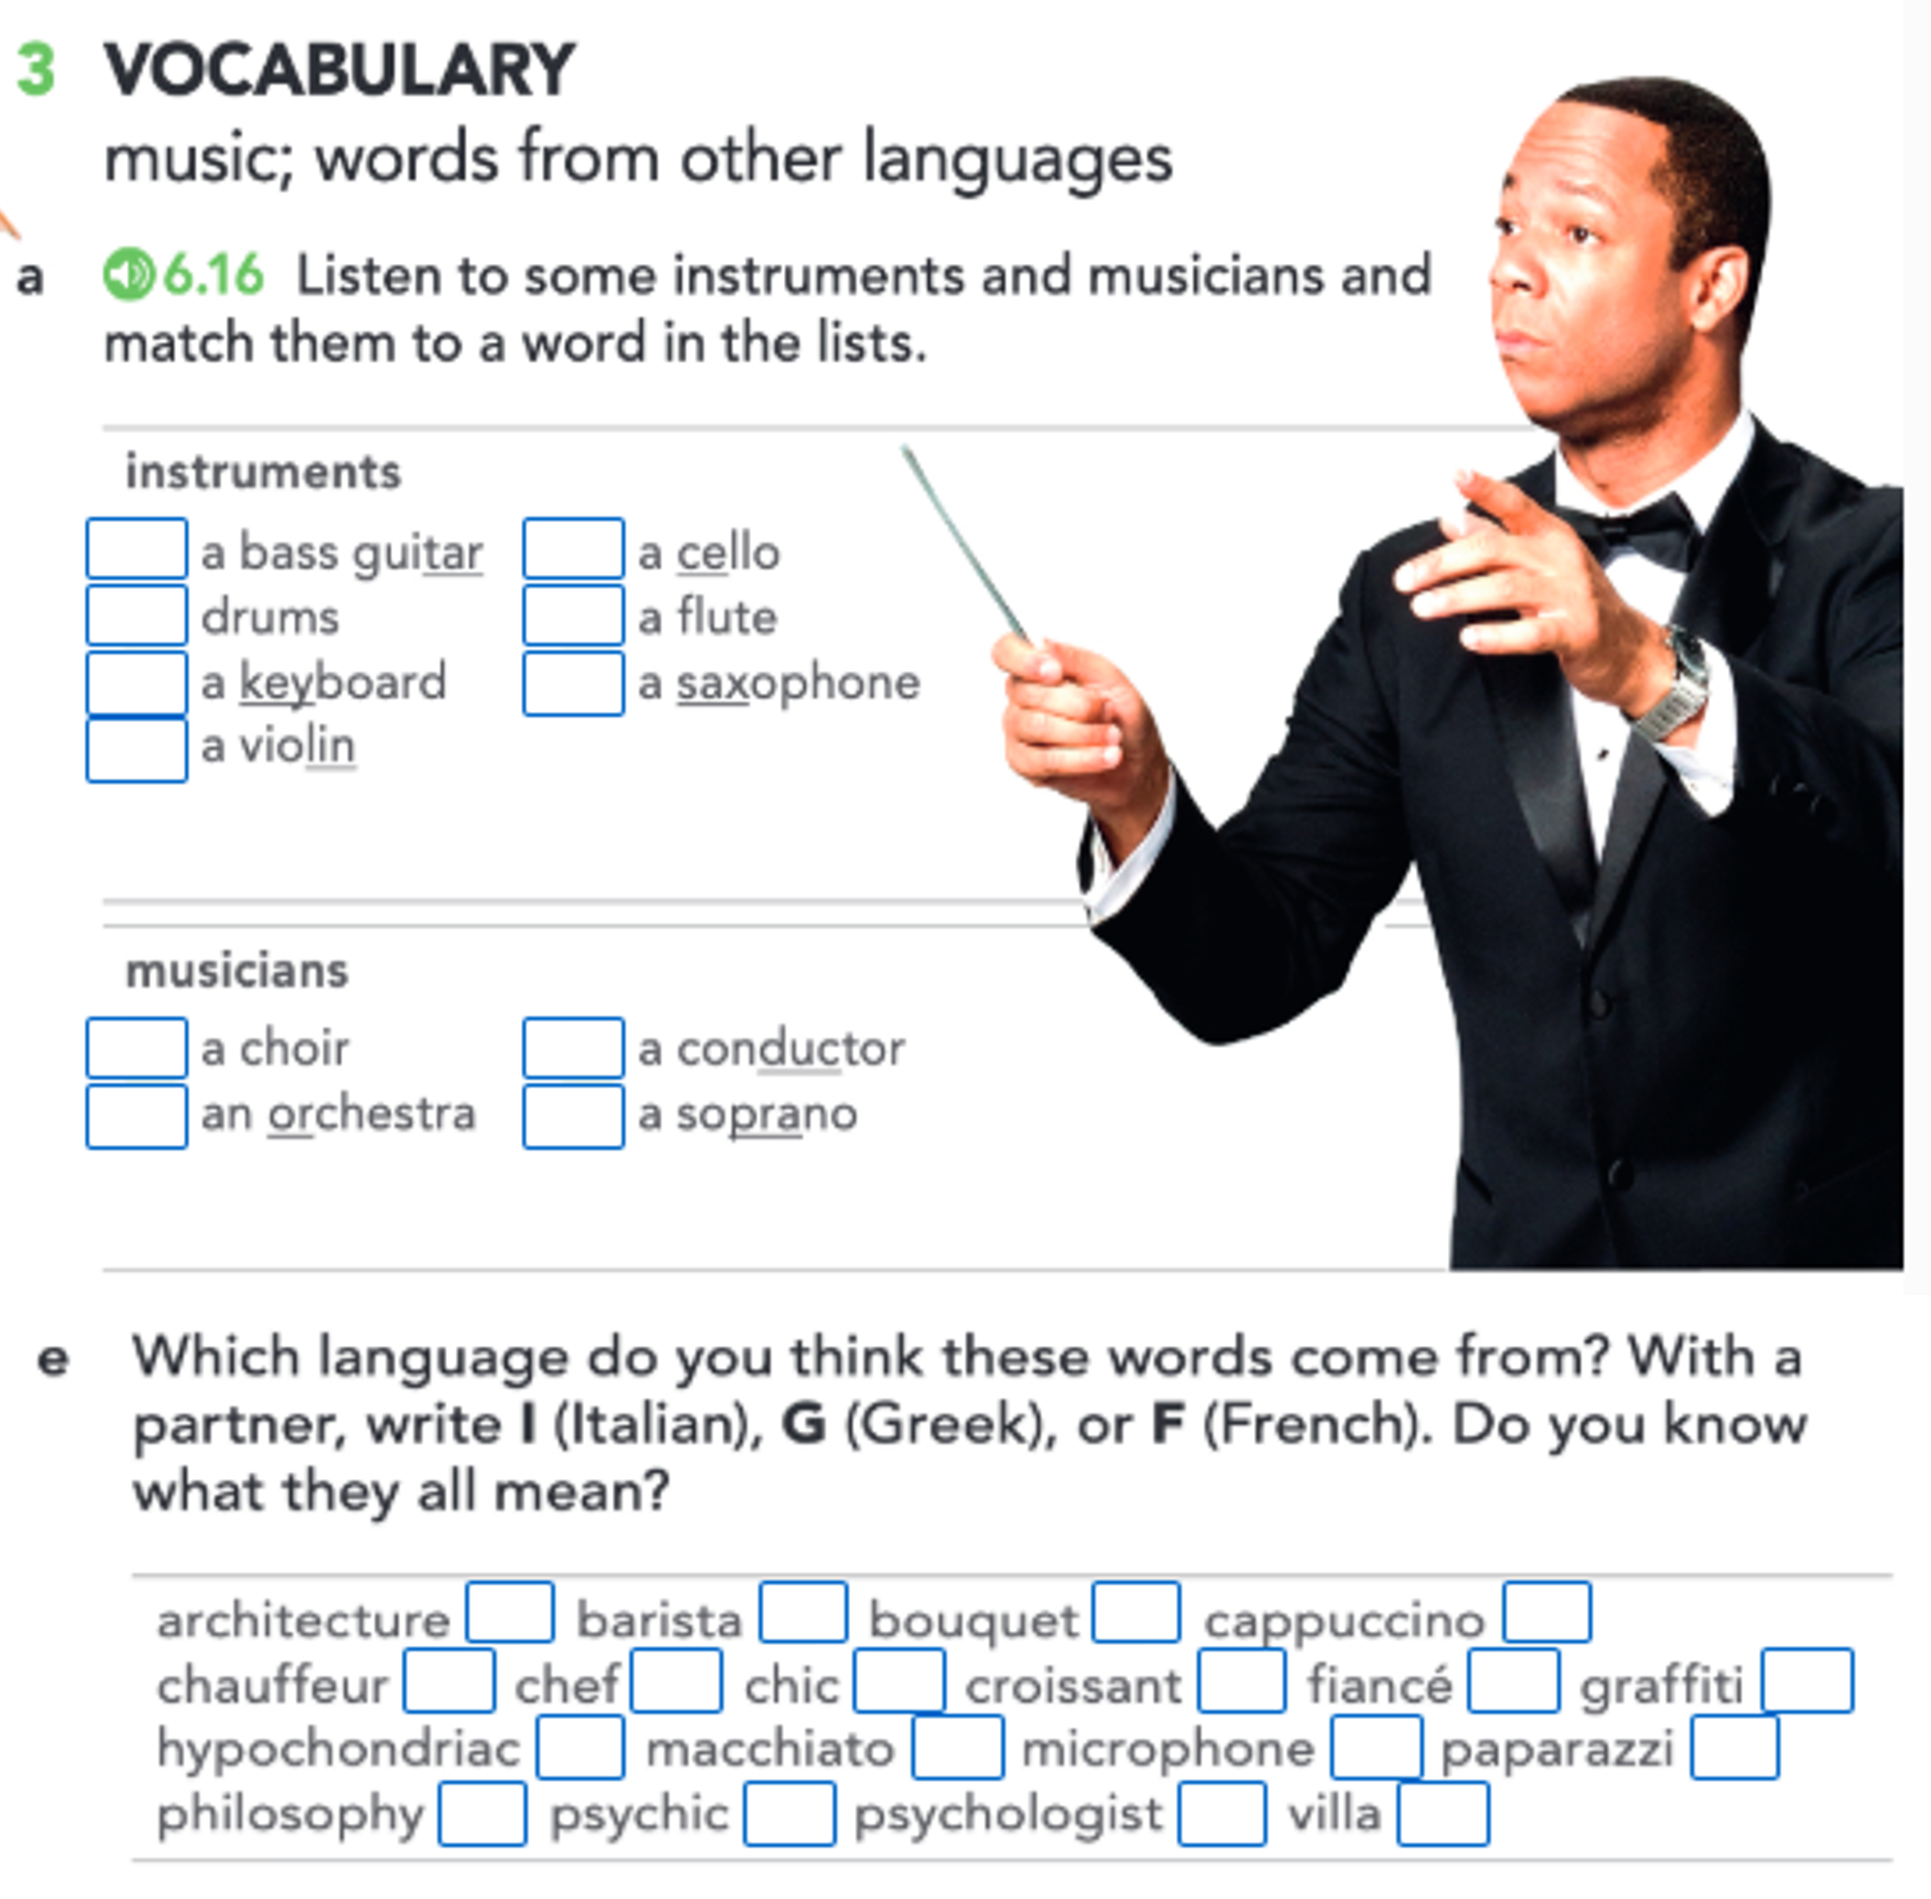 3 VOCABULARY
music; words from other languages
a 6.16 Listen to some instruments and musicians and
match them to a word in the lists.
instruments
a bass guitar a cello
drums a flute
a keyboard a saxophone
a violin
musicians
a choir a conductor
an orchestra a soprano
e Which language do you think these words come from? With a
partner, write I (Italian), G (Greek), or F (French). Do you know
what they all mean?
architecture barista bouquet cappuccino
chauffeur chef chic croissant fiancé graffiti
hypochondriac macchiato microphone paparazzi
philosophy psychic psychologist villa